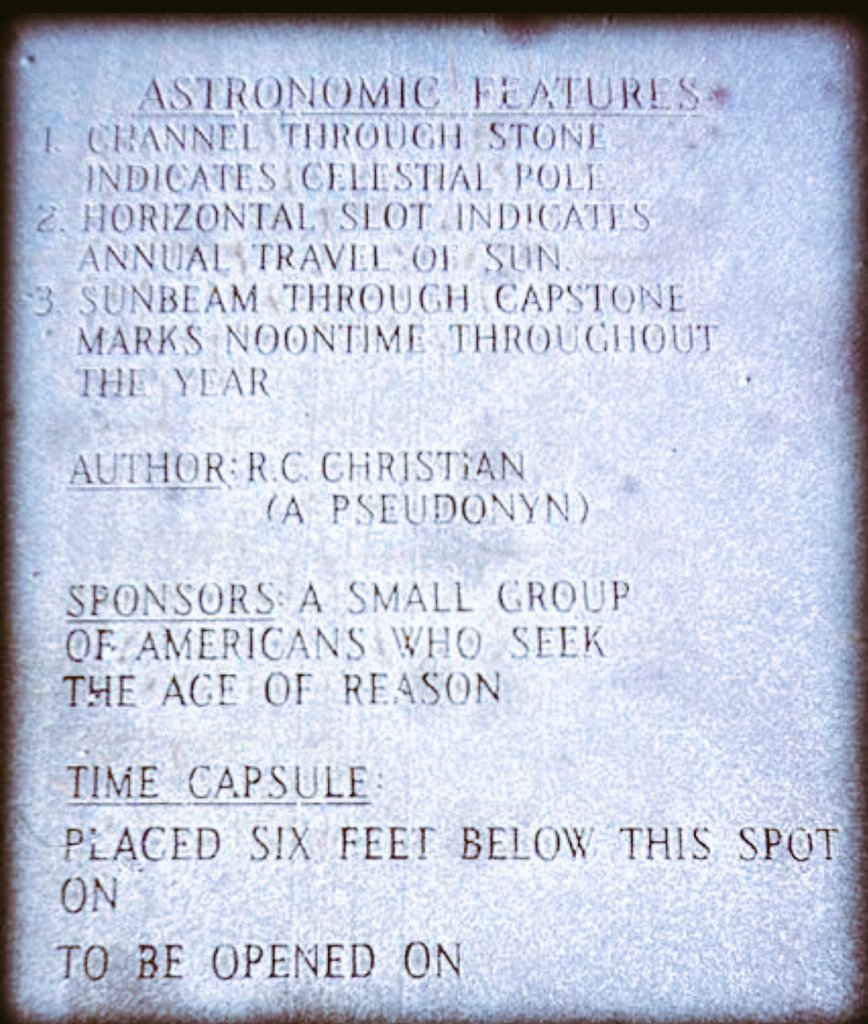 ASTRONOMIC FEATURES
1. CHANNEL THROUGH STONE
INDICATES CELESTIAL POLE
2. HORIZONTAL SLOT INDICATES
ANNUAL TRAVEL OF SUN.
3. SUNBEAM THROUGH CAPSTONE
MARKS NOONTIME THROUGHOUT
THE YEAR
AUTHOR: R.C. CHRISTIAN
(A PSEUDONYN)
SPONSORS: A SMALL GROUP
OF AMERICANS WHO SEEK
THE AGE OF REASON
TIME CAPSULE:
PLACED SIX FEET BELOW THIS SPOT
ON
TO BE OPENED ON